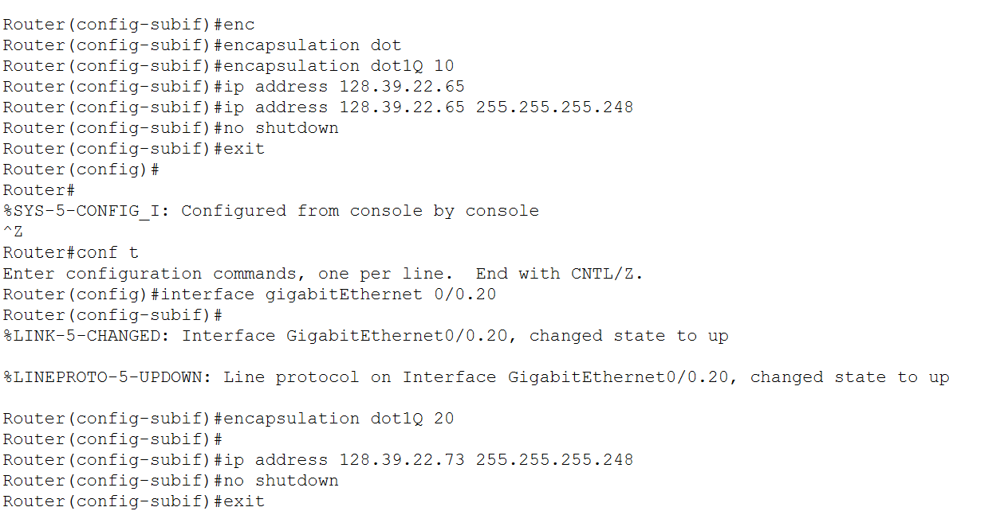 Router(config-subif)#enc
Router(config-subif)#encapsulation dot
Router(config-subif)#encapsulation dot1Q 10
Router(config-subif)#ip address 128.39.22.65
Router(config-subif)#ip address 128.39.22.65 255.255.255.248
Router(config-subif)#no shutdown
Router(config-subif)#exit
Router(config)#
Router#
%SYS-5-CONFIG_I: Configured from console by console
^Z
Router#conf t
Enter configuration commands, one per line.  End with CNTL/Z.
Router(config)#interface gigabitEthernet 0/0.20
Router(config-subif)#
%LINK-5-CHANGED: Interface GigabitEthernet0/0.20, changed state to up
%LINEPROTO-5-UPDOWN: Line protocol on Interface GigabitEthernet0/0.20, changed state to up
Router(config-subif)#encapsulation dot1Q 20
Router(config-subif)#
Router(config-subif)#ip address 128.39.22.73 255.255.255.248
Router(config-subif)#no shutdown
Router(config-subif)#exit